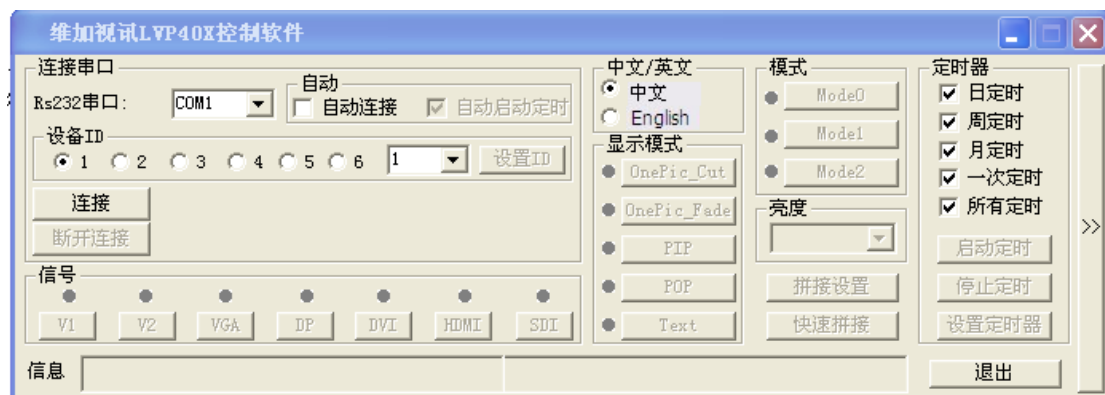 维加视讯LVP40X控制软件
连接串口
Rs232串口:
COM1
自动
自动连接
自动启动定时
设备ID
1 2 3 4 5 6
1
设置ID
连接
断开连接
信号
V1 V2 VGA DP DVI HDMI SDI
中文/英文
中文
English
显示模式
OnePic_Cut
OnePic_Fade
PIP
POP
Text
模式
Mode0
Mode1
Mode2
亮度
拼接设置
快速拼接
定时器
日定时
周定时
月定时
一次定时
所有定时
启动定时
停止定时
设置定时器
>>
信息
退出